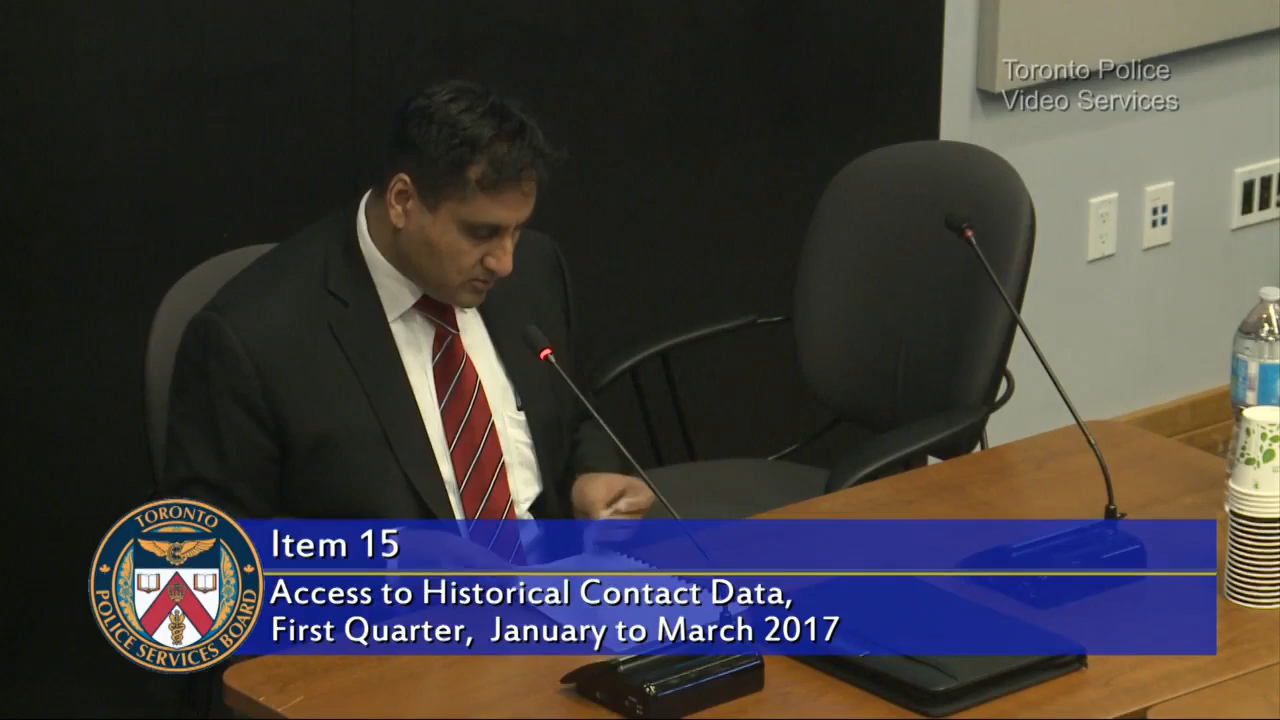 Toronto Police
Video Services
Item 15
Access to Historical Contact Data,
First Quarter, January to March 2017
TORONTO
POLICE SERVICES BOARD